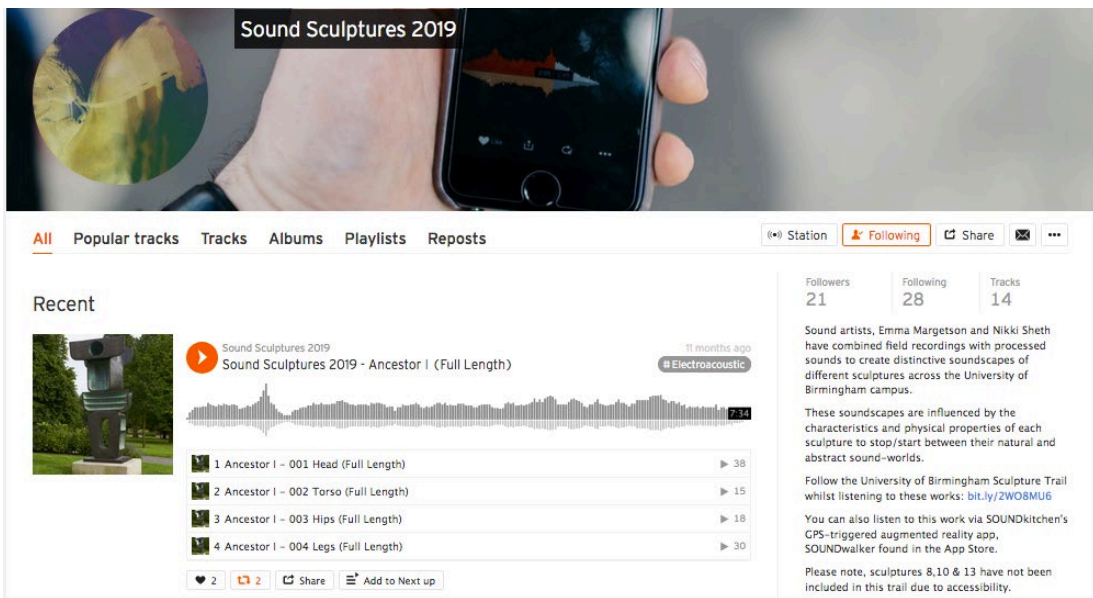 Sound Sculptures 2019
Like
All Popular tracks Tracks Albums Playlists Reposts
Station Following Share
Recent
Sound Sculptures 2019
11 months ago
Sound Sculptures 2019 - Ancestor I (Full Length)
# Electroacoustic
7:34
1 Ancestor I – 001 Head (Full Length) 38
2 Ancestor I – 002 Torso (Full Length) 15
3 Ancestor I – 003 Hips (Full Length) 18
4 Ancestor I – 004 Legs (Full Length) 30
2 2 Share Add to Next up
Followers Following Tracks
21 28 14
Sound artists, Emma Margetson and Nikki Sheth
have combined field recordings with processed
sounds to create distinctive soundscapes of
different sculptures across the University of
Birmingham campus.
These soundscapes are influenced by the
characteristics and physical properties of each
sculpture to stop/start between their natural and
abstract sound-worlds.
Follow the University of Birmingham Sculpture Trail
whilst listening to these works: bit.ly/2WO8MU6
You can also listen to this work via SOUNDkitchen's
GPS-triggered augmented reality app,
SOUNDwalker found in the App Store.
Please note, sculptures 8,10 & 13 have not been
included in this trail due to accessibility.